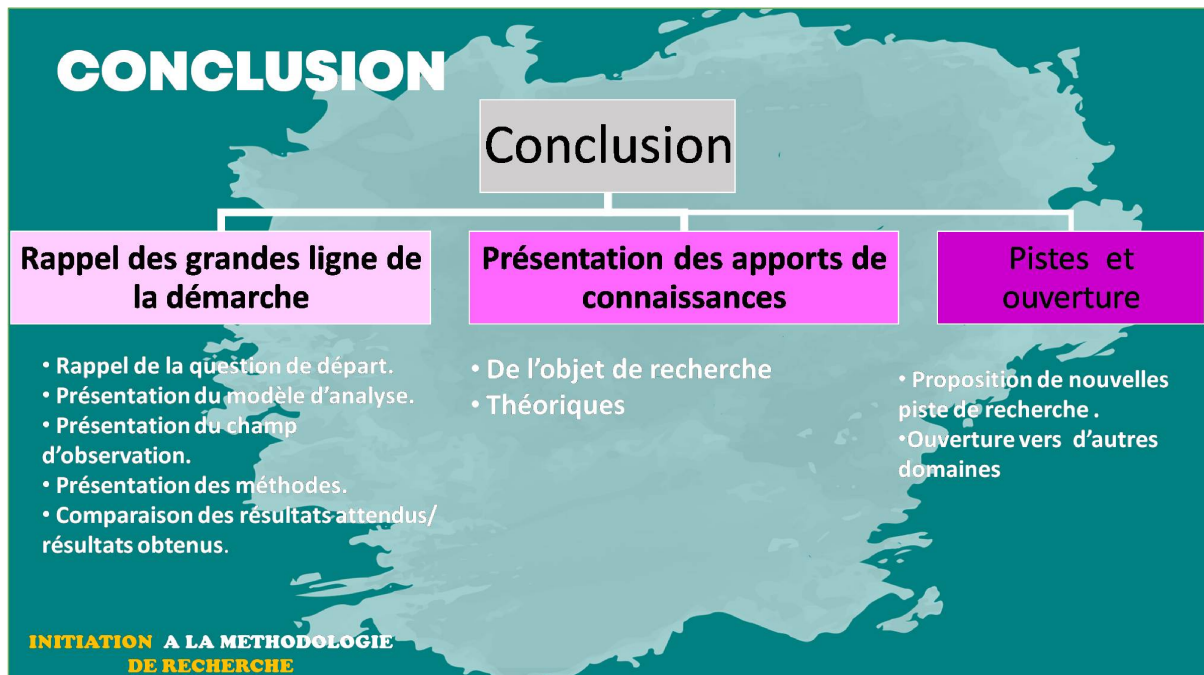 CONCLUSION
Conclusion
Rappel des grandes ligne de
la démarche
• Rappel de la question de départ.
• Présentation du modèle d'analyse.
• Présentation du champ
d'observation.
• Présentation des méthodes.
• Comparaison des résultats attendus/
résultats obtenus.
Présentation des apports de
connaissances
• De l'objet de recherche
• Théoriques
Pistes et
ouverture
• Proposition de nouvelles
piste de recherche .
•Ouverture vers d'autres
domaines
INITIATION A LA METHODOLOGIE
DE RECHERCHE